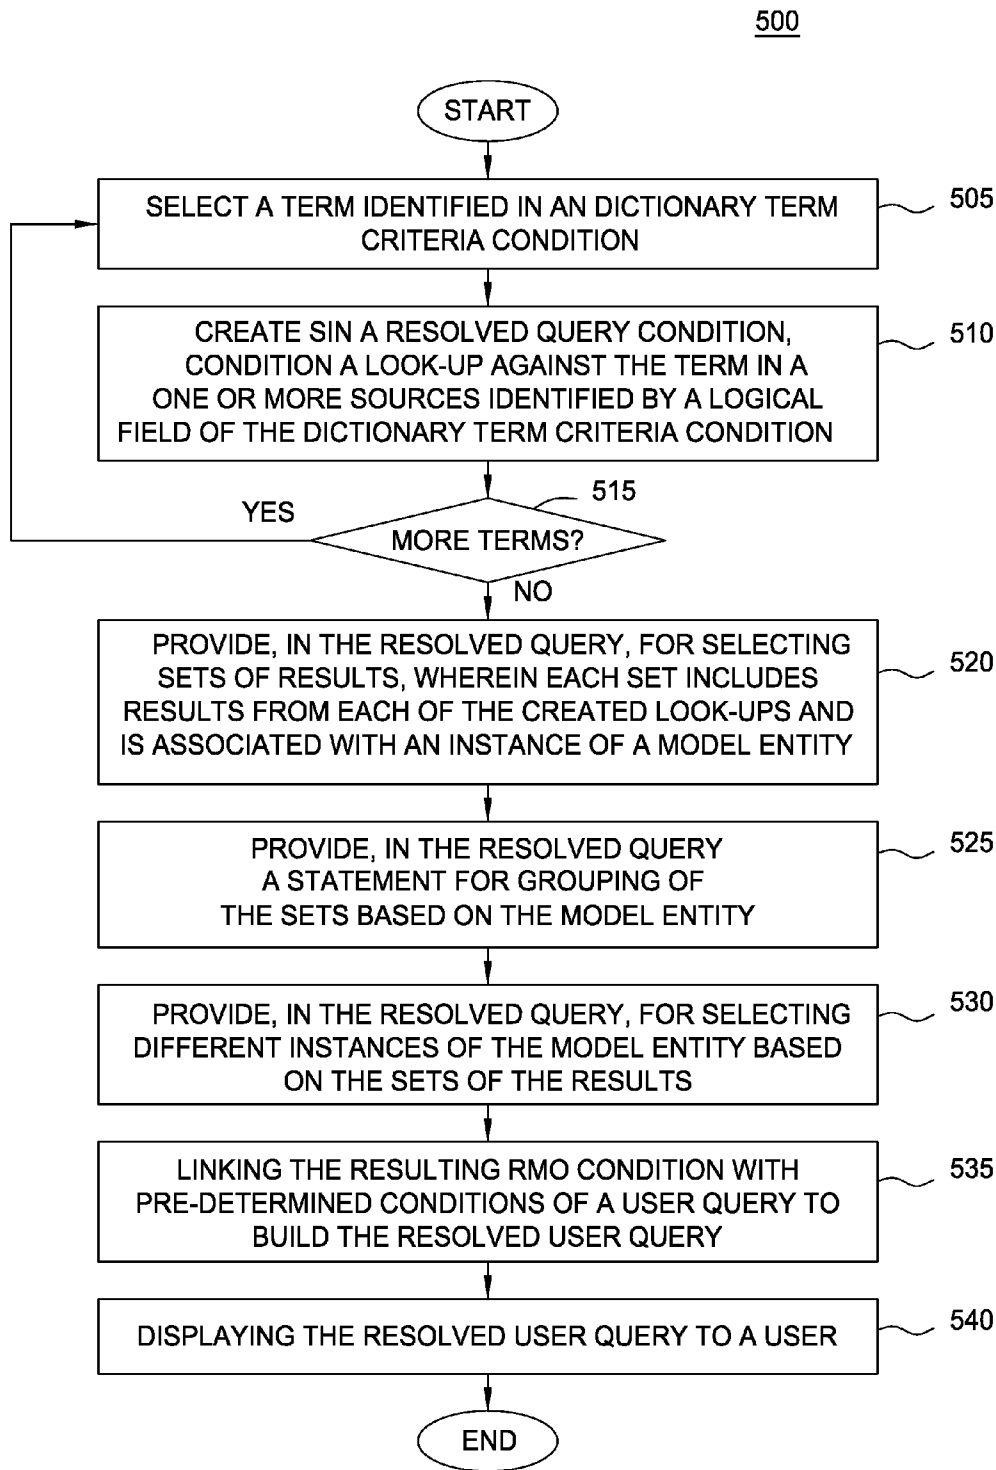 500
START
SELECT A TERM IDENTIFIED IN AN DICTIONARY TERM
CRITERIA CONDITION
505
CREATE SIN A RESOLVED QUERY CONDITION,
CONDITION A LOOK-UP AGAINST THE TERM IN A
ONE OR MORE SOURCES IDENTIFIED BY A LOGICAL
FIELD OF THE DICTIONARY TERM CRITERIA CONDITION
510
515
YES
MORE TERMS?
NO
PROVIDE, IN THE RESOLVED QUERY, FOR SELECTING
SETS OF RESULTS, WHEREIN EACH SET INCLUDES
RESULTS FROM EACH OF THE CREATED LOOK-UPS AND
IS ASSOCIATED WITH AN INSTANCE OF A MODEL ENTITY
520
PROVIDE, IN THE RESOLVED QUERY
A STATEMENT FOR GROUPING OF
THE SETS BASED ON THE MODEL ENTITY
525
PROVIDE, IN THE RESOLVED QUERY, FOR SELECTING
DIFFERENT INSTANCES OF THE MODEL ENTITY BASED
ON THE SETS OF THE RESULTS
530
LINKING THE RESULTING RMO CONDITION WITH
PRE-DETERMINED CONDITIONS OF A USER QUERY TO
BUILD THE RESOLVED USER QUERY
535
DISPLAYING THE RESOLVED USER QUERY TO A USER
540
END